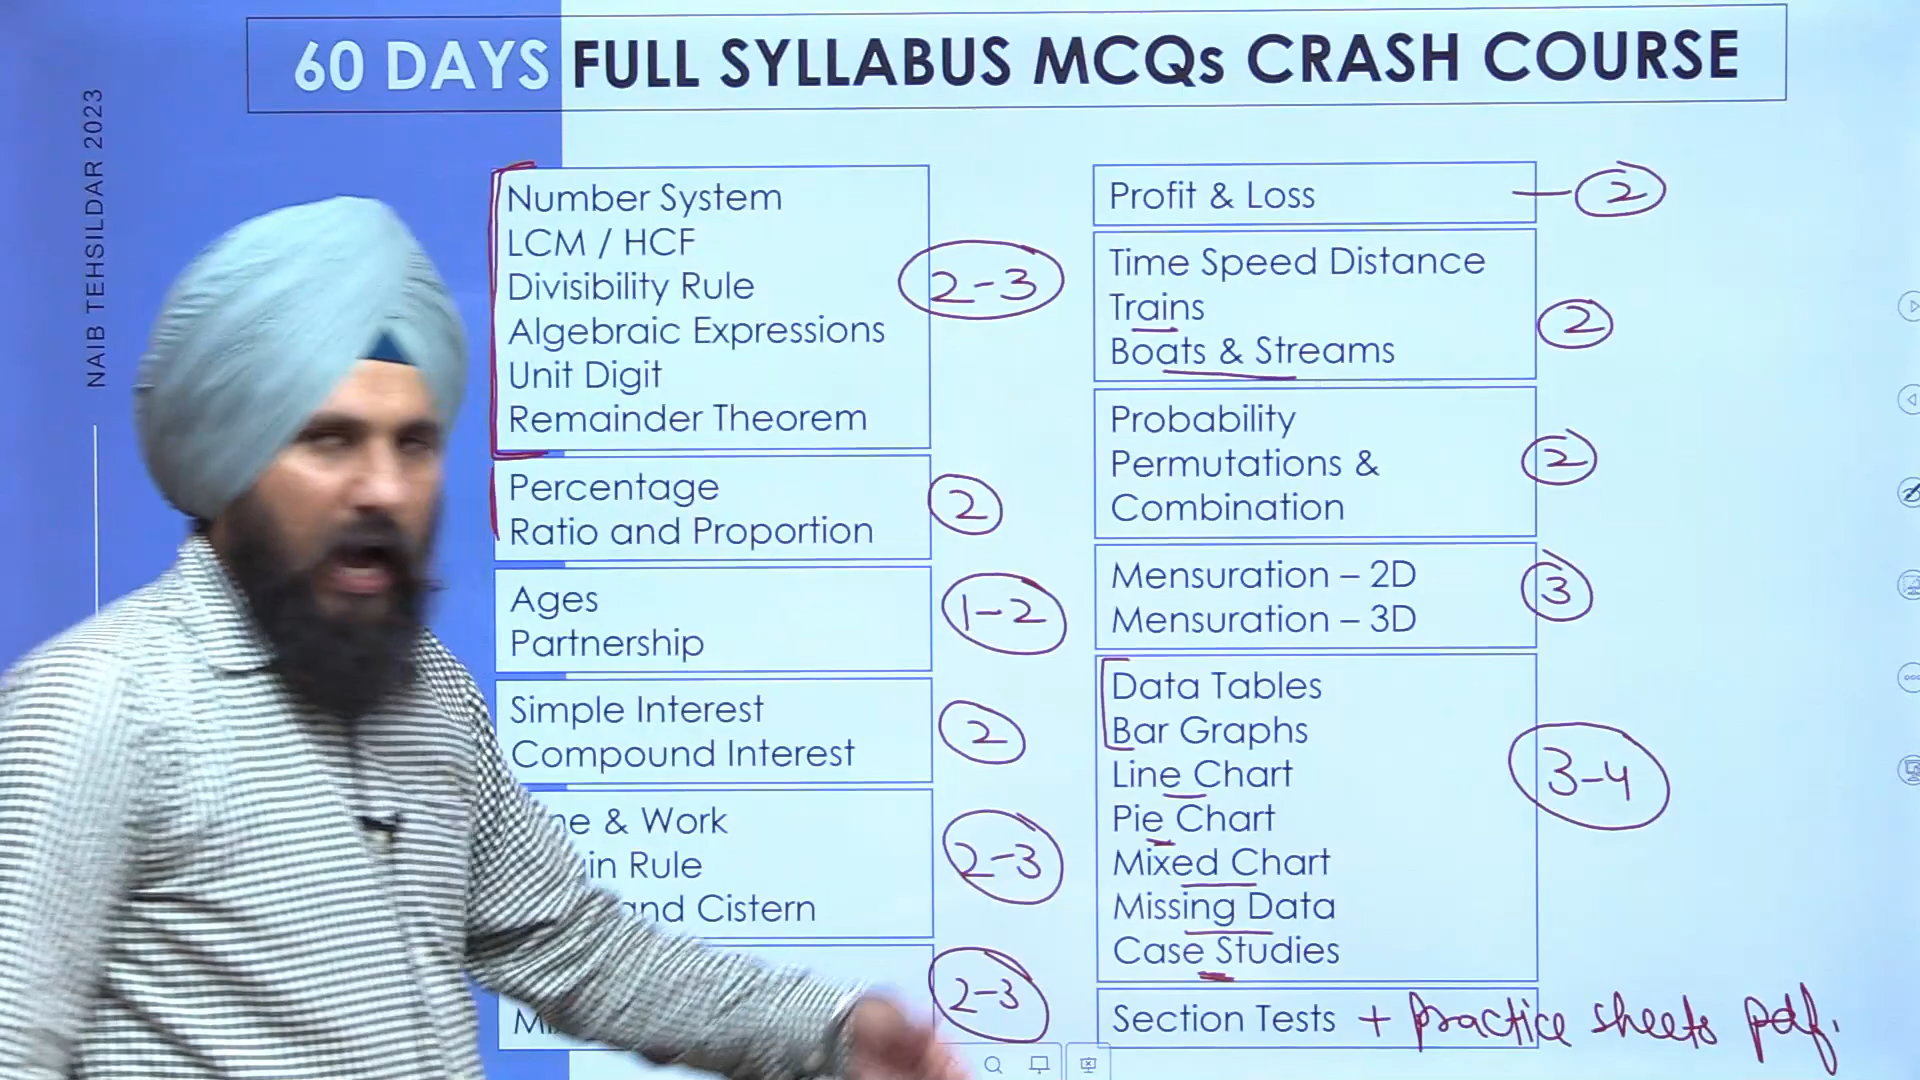 60 DAYS FULL SYLLABUS MCQs CRASH COURSE
NAIB TEHSILDAR 2023
Number System
LCM / HCF
Divisibility Rule
Algebraic Expressions
Unit Digit
Remainder Theorem
2-3
Percentage
Ratio and Proportion
2
Ages
Partnership
1-2
Simple Interest
Compound Interest
2
& Work
Rule
and Cistern
2-3
2-3
Profit & Loss
2
Time Speed Distance
Trains
Boats & Streams
2
Probability
Permutations &
Combination
2
Mensuration – 2D
Mensuration – 3D
3
Data Tables
Bar Graphs
Line Chart
Pie Chart
Mixed Chart
Missing Data
Case Studies
3-4
Section Tests + practice sheets pdf.